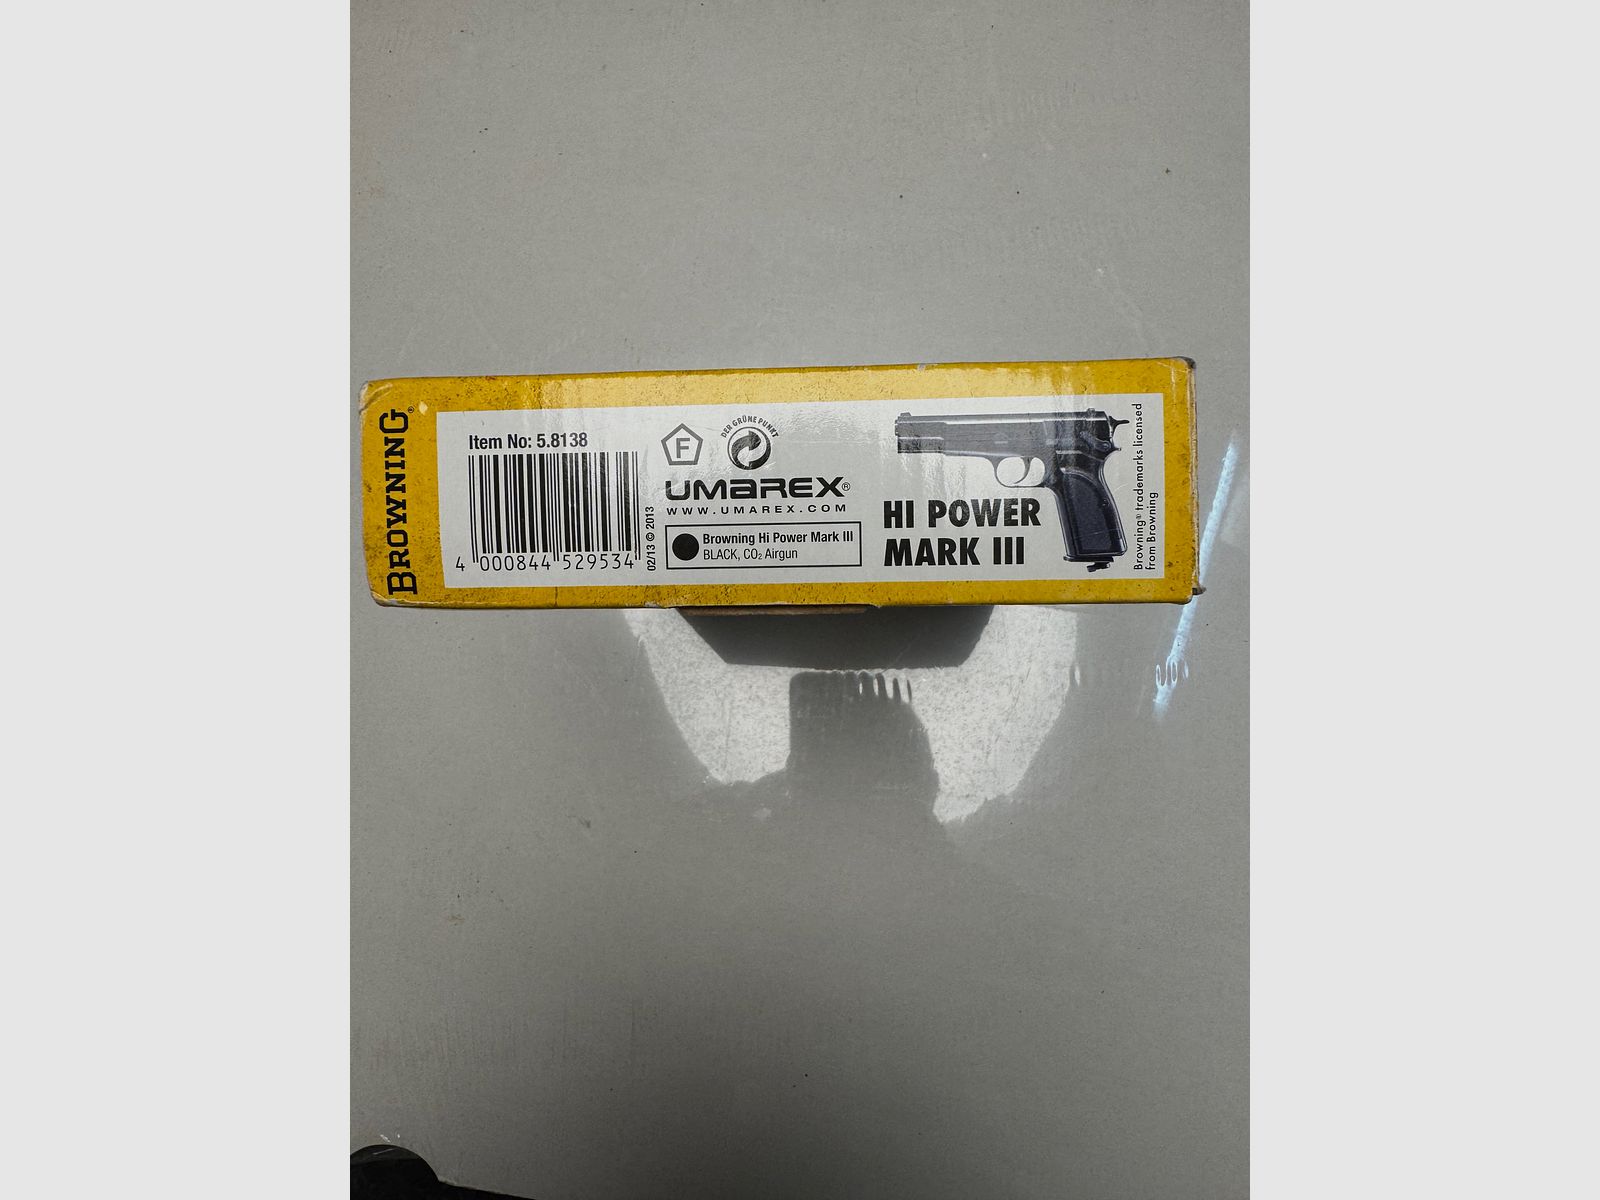 BROWNING®
Item No: 5.8138
4 000844 529534
02/13 © 2013
F
DER GRÜNE PUNKT
UMAREX®
WWW.UMAREX.COM
Browning Hi Power Mark III
BLACK, CO₂ Airgun
HI POWER
MARK III
Browning® trademarks licensed
from Browning